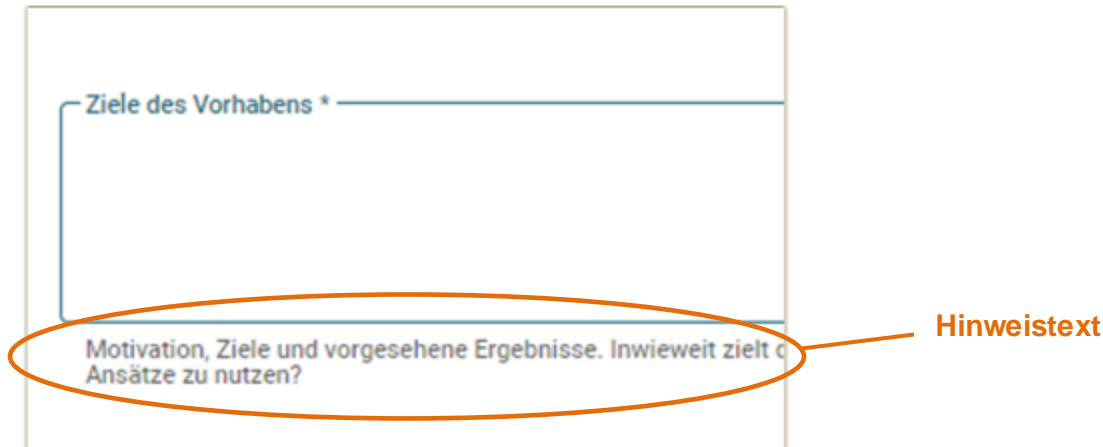 Ziele des Vorhabens *
Motivation, Ziele und vorgesehene Ergebnisse. Inwieweit zielt
Ansätze zu nutzen?
Hinweistext